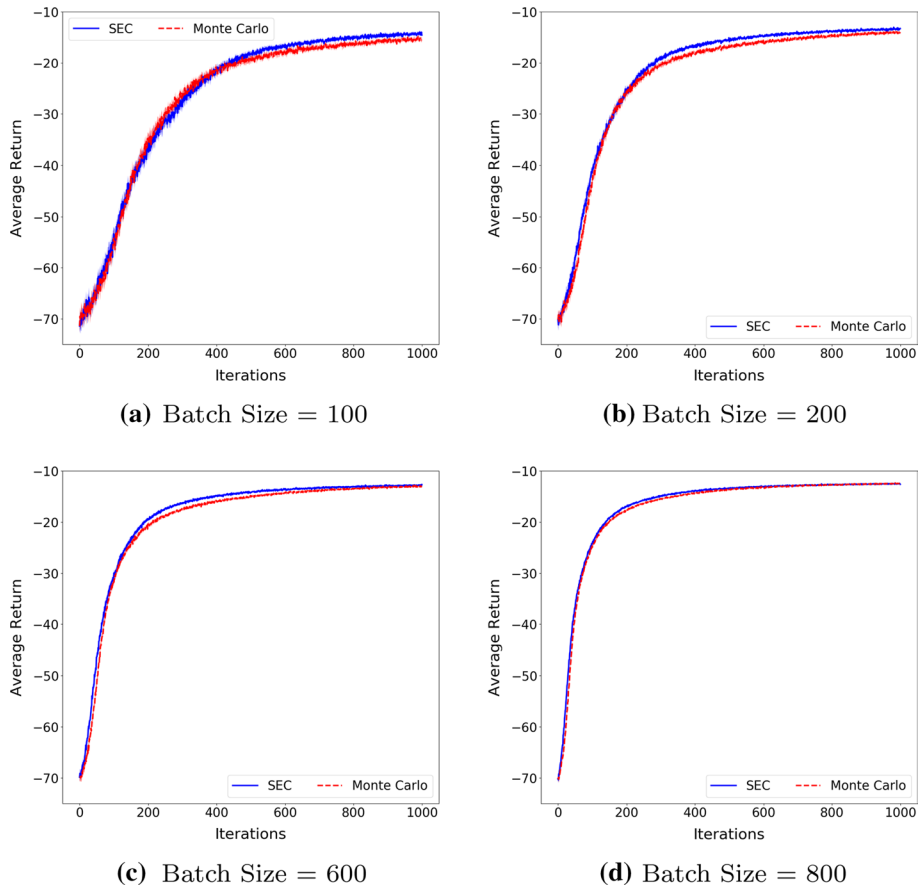 SEC Monte Carlo
−10
−20
−30
−40
−50
−60
−70
Average Return
0 200 400 600 800 1000
Iterations
(a) Batch Size = 100
−10
−20
−30
−40
−50
−60
−70
Average Return
SEC Monte Carlo
0 200 400 600 800 1000
Iterations
(b) Batch Size = 200
−10
−20
−30
−40
−50
−60
−70
Average Return
SEC Monte Carlo
0 200 400 600 800 1000
Iterations
(c) Batch Size = 600
−10
−20
−30
−40
−50
−60
−70
Average Return
SEC Monte Carlo
0 200 400 600 800 1000
Iterations
(d) Batch Size = 800